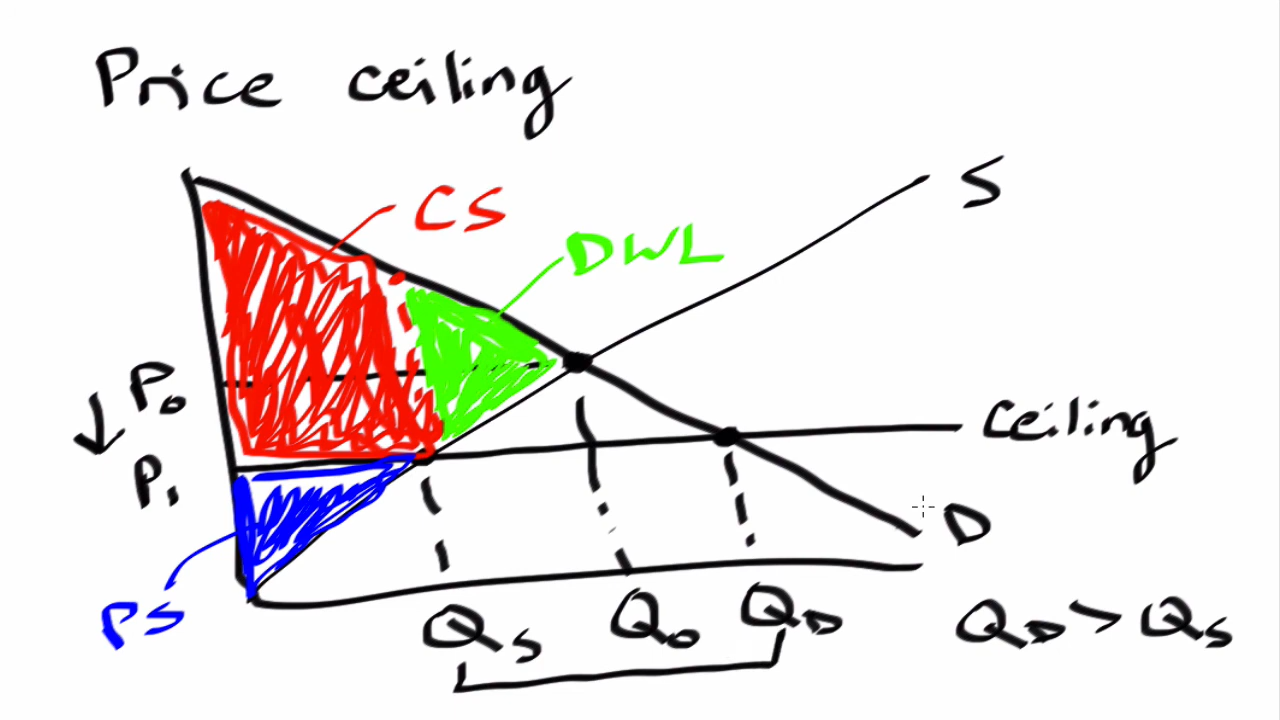 Price ceiling
S
CS
DWL
P₀
P₁
ceiling
D
PS
Qs Q₀ QD
QD > Qs